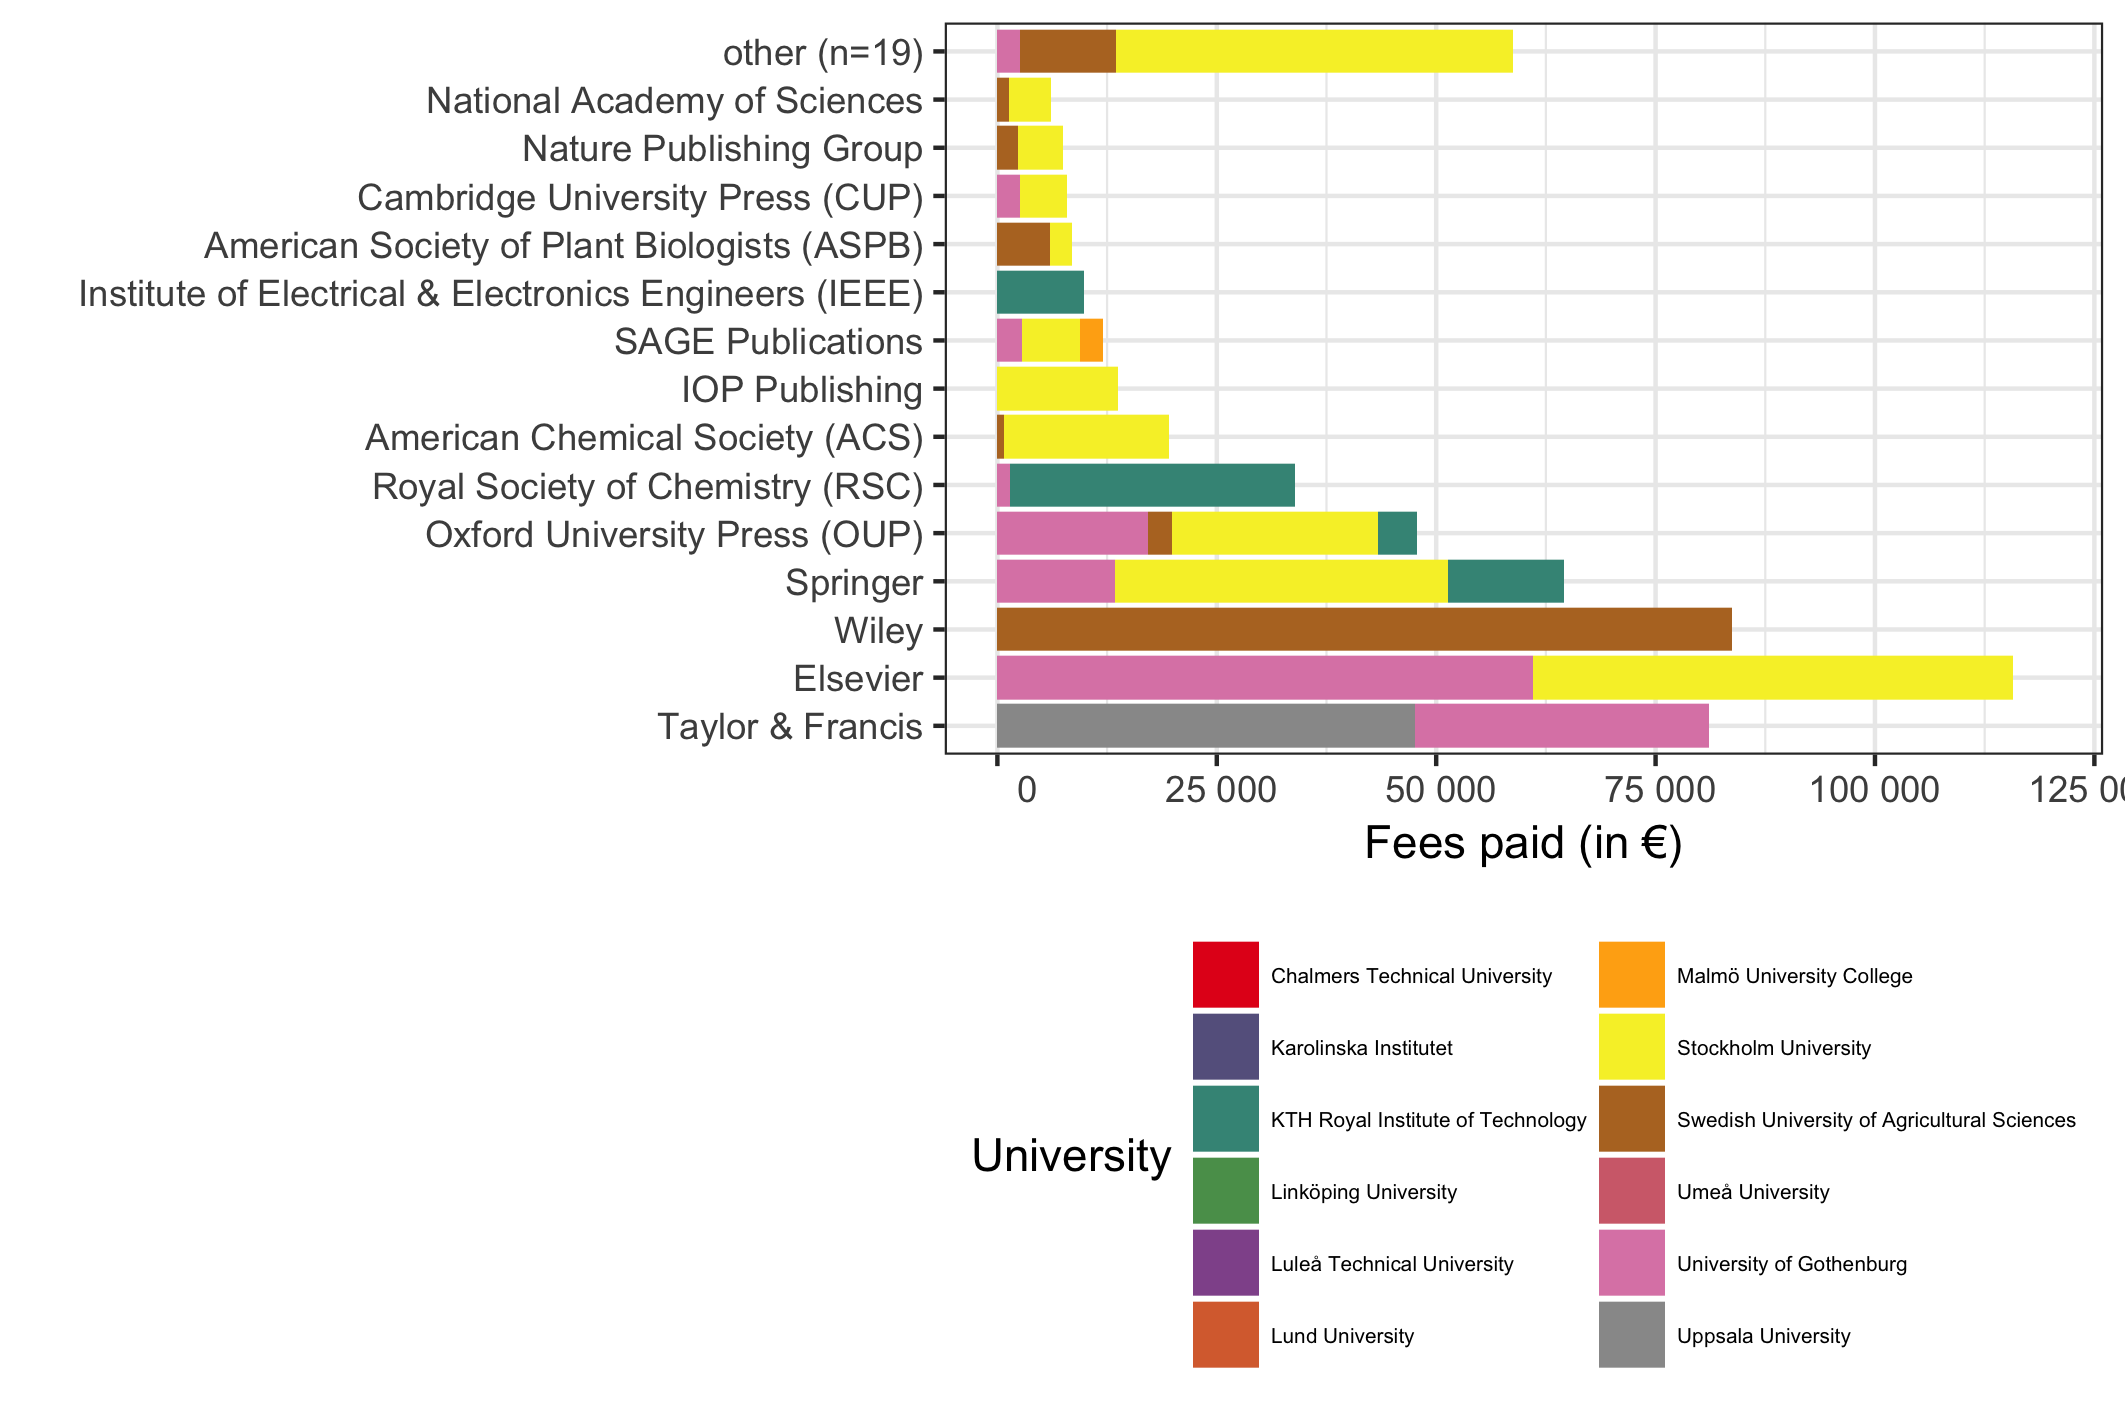 other (n=19)
National Academy of Sciences
Nature Publishing Group
Cambridge University Press (CUP)
American Society of Plant Biologists (ASPB)
Institute of Electrical & Electronics Engineers (IEEE)
SAGE Publications
IOP Publishing
American Chemical Society (ACS)
Royal Society of Chemistry (RSC)
Oxford University Press (OUP)
Springer
Wiley
Elsevier
Taylor & Francis
0 25 000 50 000 75 000 100 000 125 00
Fees paid (in €)
University
Chalmers Technical University
Karolinska Institutet
KTH Royal Institute of Technology
Linköping University
Luleå Technical University
Lund University
Malmö University College
Stockholm University
Swedish University of Agricultural Sciences
Umeå University
University of Gothenburg
Uppsala University